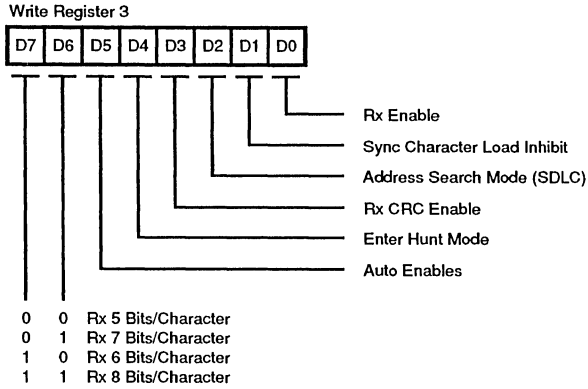 Write Register 3
D7 D6 D5 D4 D3 D2 D1 D0
Rx Enable
Sync Character Load Inhibit
Address Search Mode (SDLC)
Rx CRC Enable
Enter Hunt Mode
Auto Enables
0 0 Rx 5 Bits/Character
0 1 Rx 7 Bits/Character
1 0 Rx 6 Bits/Character
1 1 Rx 8 Bits/Character